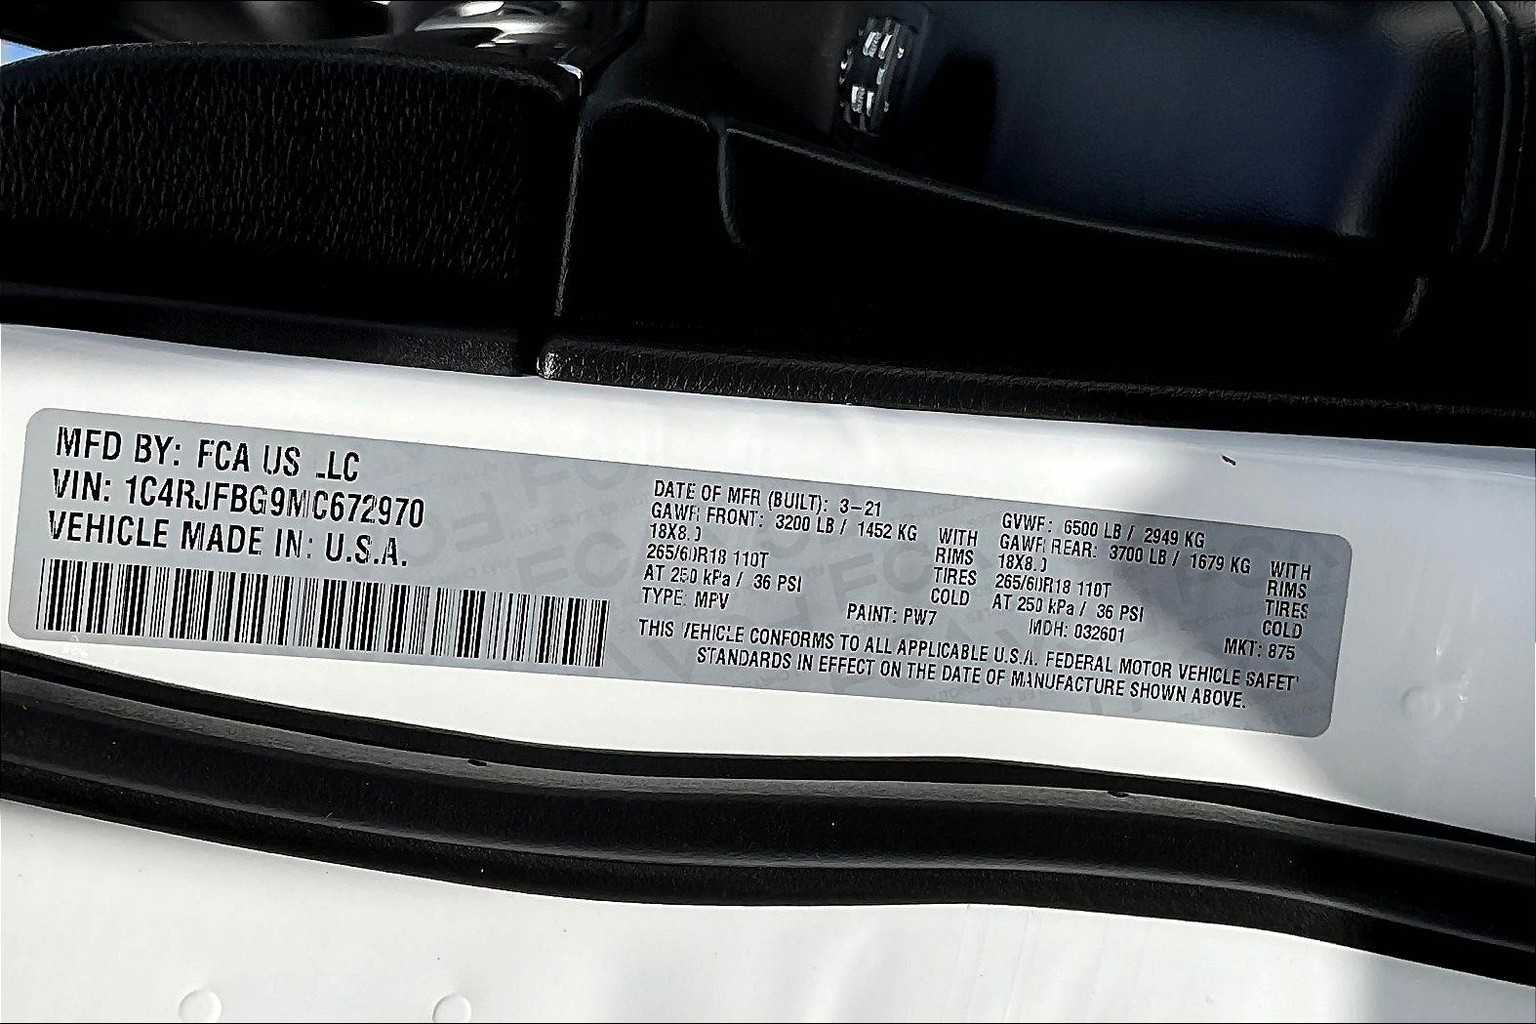 MFD BY: FCA US LLC
VIN: 1C4RJFBG9MC672970
VEHICLE MADE IN: U.S.A.
DATE OF MFR (BUILT): 3-21
GAWR FRONT: 3200 LB / 1452 KG WITH
18X8.0 RIMS
265/60R18 110T TIRES
AT 250 kPa / 36 PSI COLD
TYPE: MPV PAINT: PW7
GVWR: 6500 LB / 2949 KG
GAWR REAR: 3700 LB / 1679 KG WITH
18X8.0 RIMS
265/60R18 110T TIRES
AT 250 kPa / 36 PSI COLD
MDH: 032601 MKT: 875
THIS VEHICLE CONFORMS TO ALL APPLICABLE U.S.A. FEDERAL MOTOR VEHICLE SAFETY
STANDARDS IN EFFECT ON THE DATE OF MANUFACTURE SHOWN ABOVE.